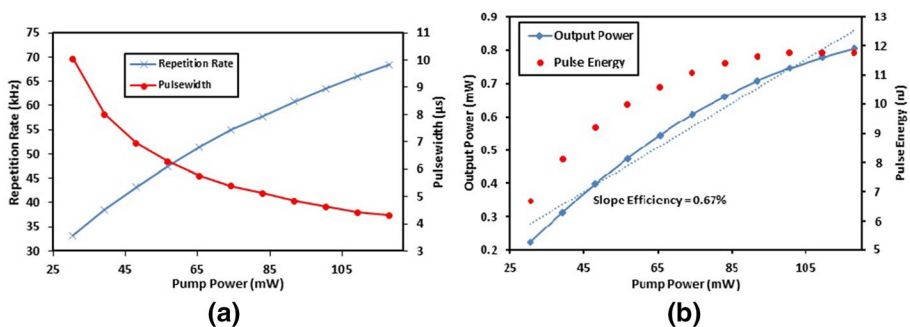 75
70
65
60
55
50
45
40
35
30
Repetition Rate (kHz)
Repetition Rate
Pulsewidth
11
10
9
8
7
6
5
4
3
Pulsewidth (µs)
25 45 65 85 105
Pump Power (mW)
(a)
0.9
0.8
0.7
0.6
0.5
0.4
0.3
0.2
Output Power (mW)
Output Power
Pulse Energy
Slope Efficiency = 0.67%
13
12
11
10
9
8
7
6
5
Pulse Energy (nJ)
25 45 65 85 105
Pump Power (mW)
(b)